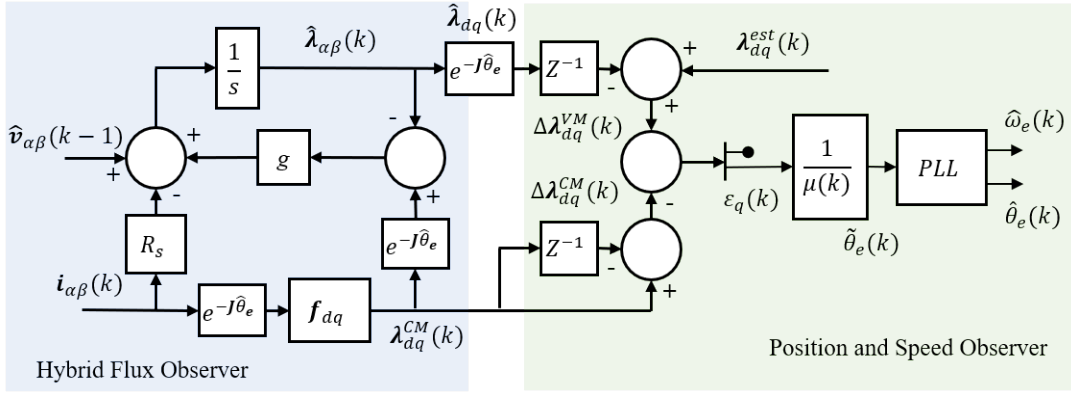 λ̂_dq(k)
λ̂_αβ(k)
1/s
e^{-Jθ̂_e}
Z^{-1}
+
λ_dq^{est}(k)
-
+
-
Δλ_dq^{VM}(k)
+
v̂_αβ(k − 1)
+
+
g
ω̂_e(k)
-
+
Δλ_dq^{CM}(k)
-
ε_q(k)
1/μ(k)
PLL
θ̂_e(k)
R_s
e^{-Jθ̂_e}
Z^{-1}
-
+
θ̃_e(k)
i_αβ(k)
e^{-Jθ̂_e}
f_dq
λ_dq^{CM}(k)
Hybrid Flux Observer
Position and Speed Observer